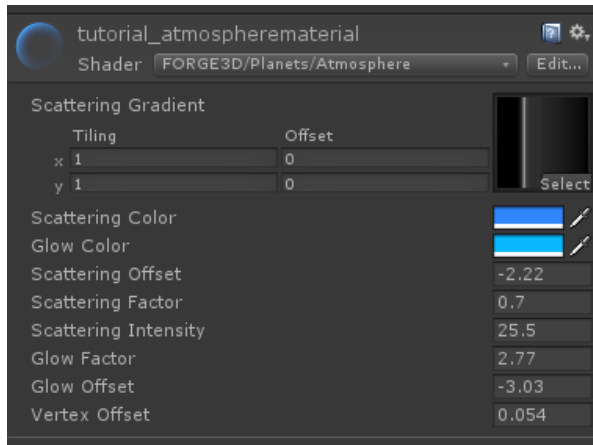 tutorial_atmospherematerial
Shader FORGE3D/Planets/Atmosphere Edit...
Scattering Gradient
Tiling Offset
x 1 0
y 1 0
Select
Scattering Color
Glow Color
Scattering Offset -2.22
Scattering Factor 0.7
Scattering Intensity 25.5
Glow Factor 2.77
Glow Offset -3.03
Vertex Offset 0.054